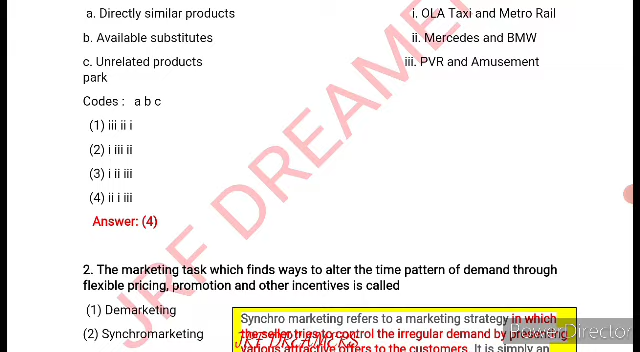 a. Directly similar products i. OLA Taxi and Metro Rail
b. Available substitutes ii. Mercedes and BMW
c. Unrelated products iii. PVR and Amusement
park
Codes : a b c
(1) iii ii i
(2) i iii ii
(3) i ii iii
(4) ii i iii
Answer: (4)
JRF DREAMER
2. The marketing task which finds ways to alter the time pattern of demand through
flexible pricing, promotion and other incentives is called
(1) Demarketing
(2) Synchromarketing
Synchro marketing refers to a marketing strategy in which
the seller tries to control the irregular demand by producing
various attractive offers to the customers. It is simply an
JRF DREAMERS
PowerDirector